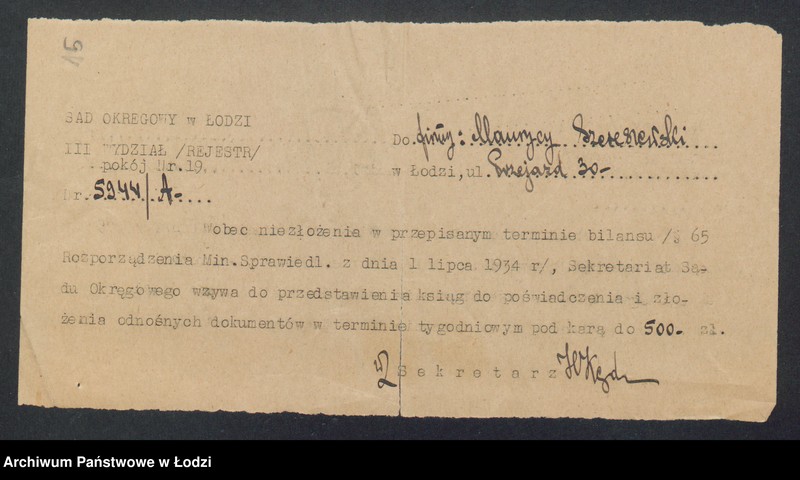 15
SĄD OKRĘGOWY w ŁODZI
Do firmy: Maurycy Szereszewski
III WYDZIAŁ /REJESTR/
pokój Nr.19.
w Łodzi, ul. Przejazd 30-
Nr. 5944/A-
Wobec niezłożenia w przepisanym terminie bilansu /§ 65
Rozporządzenia Min.Sprawiedl. z dnia 1 lipca 1934 r/, Sekretariat Są-
du Okręgowego wzywa do przedstawienia ksiąg do poświadczenia i zło-
żenia odnośnych dokumentów w terminie tygodniowym pod karą do 500- zł.
Sekretarz
Archiwum Państwowe w Łodzi